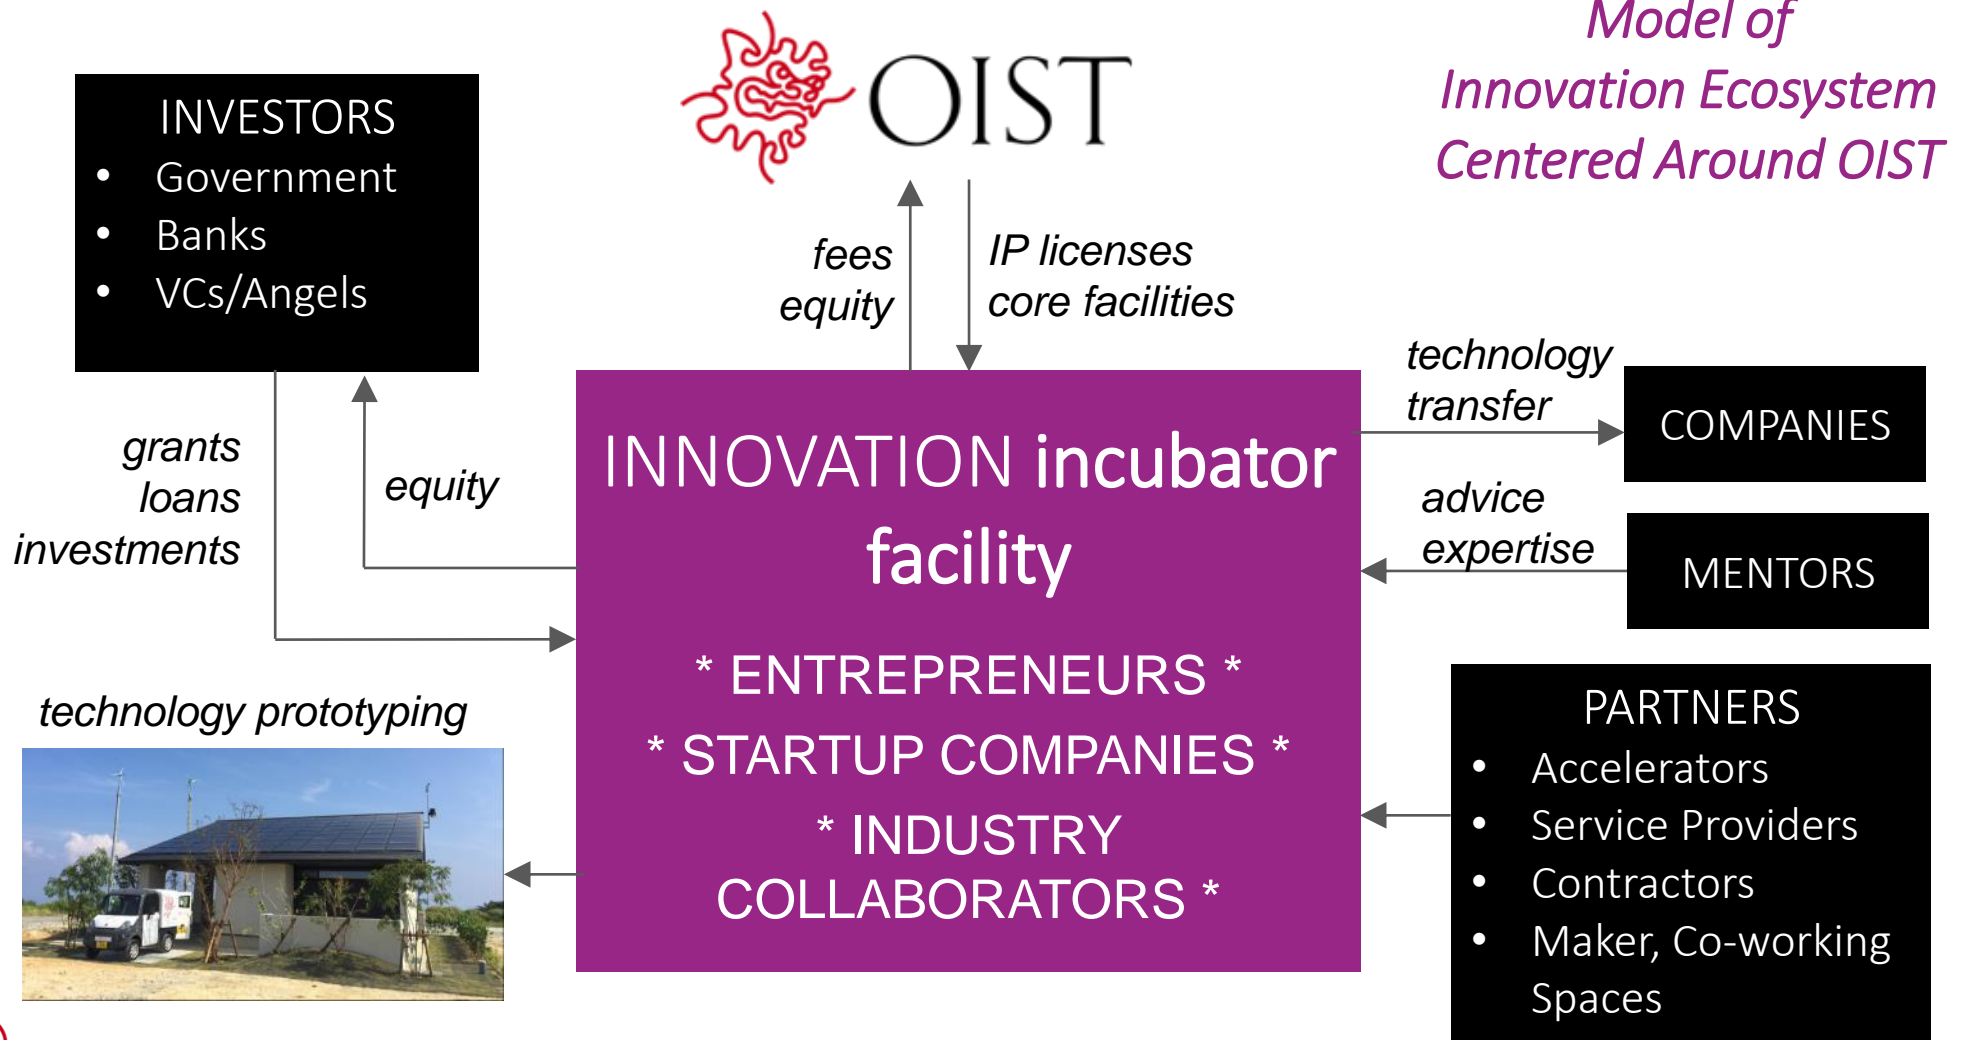 Model of
Innovation Ecosystem
Centered Around OIST
OIST
INVESTORS
• Government
• Banks
• VCs/Angels
fees
equity
IP licenses
core facilities
technology
transfer
COMPANIES
grants
loans
investments
equity
INNOVATION incubator
facility
advice
expertise
MENTORS
* ENTREPRENEURS *
* STARTUP COMPANIES *
* INDUSTRY
COLLABORATORS *
technology prototyping
PARTNERS
• Accelerators
• Service Providers
• Contractors
• Maker, Co-working
Spaces